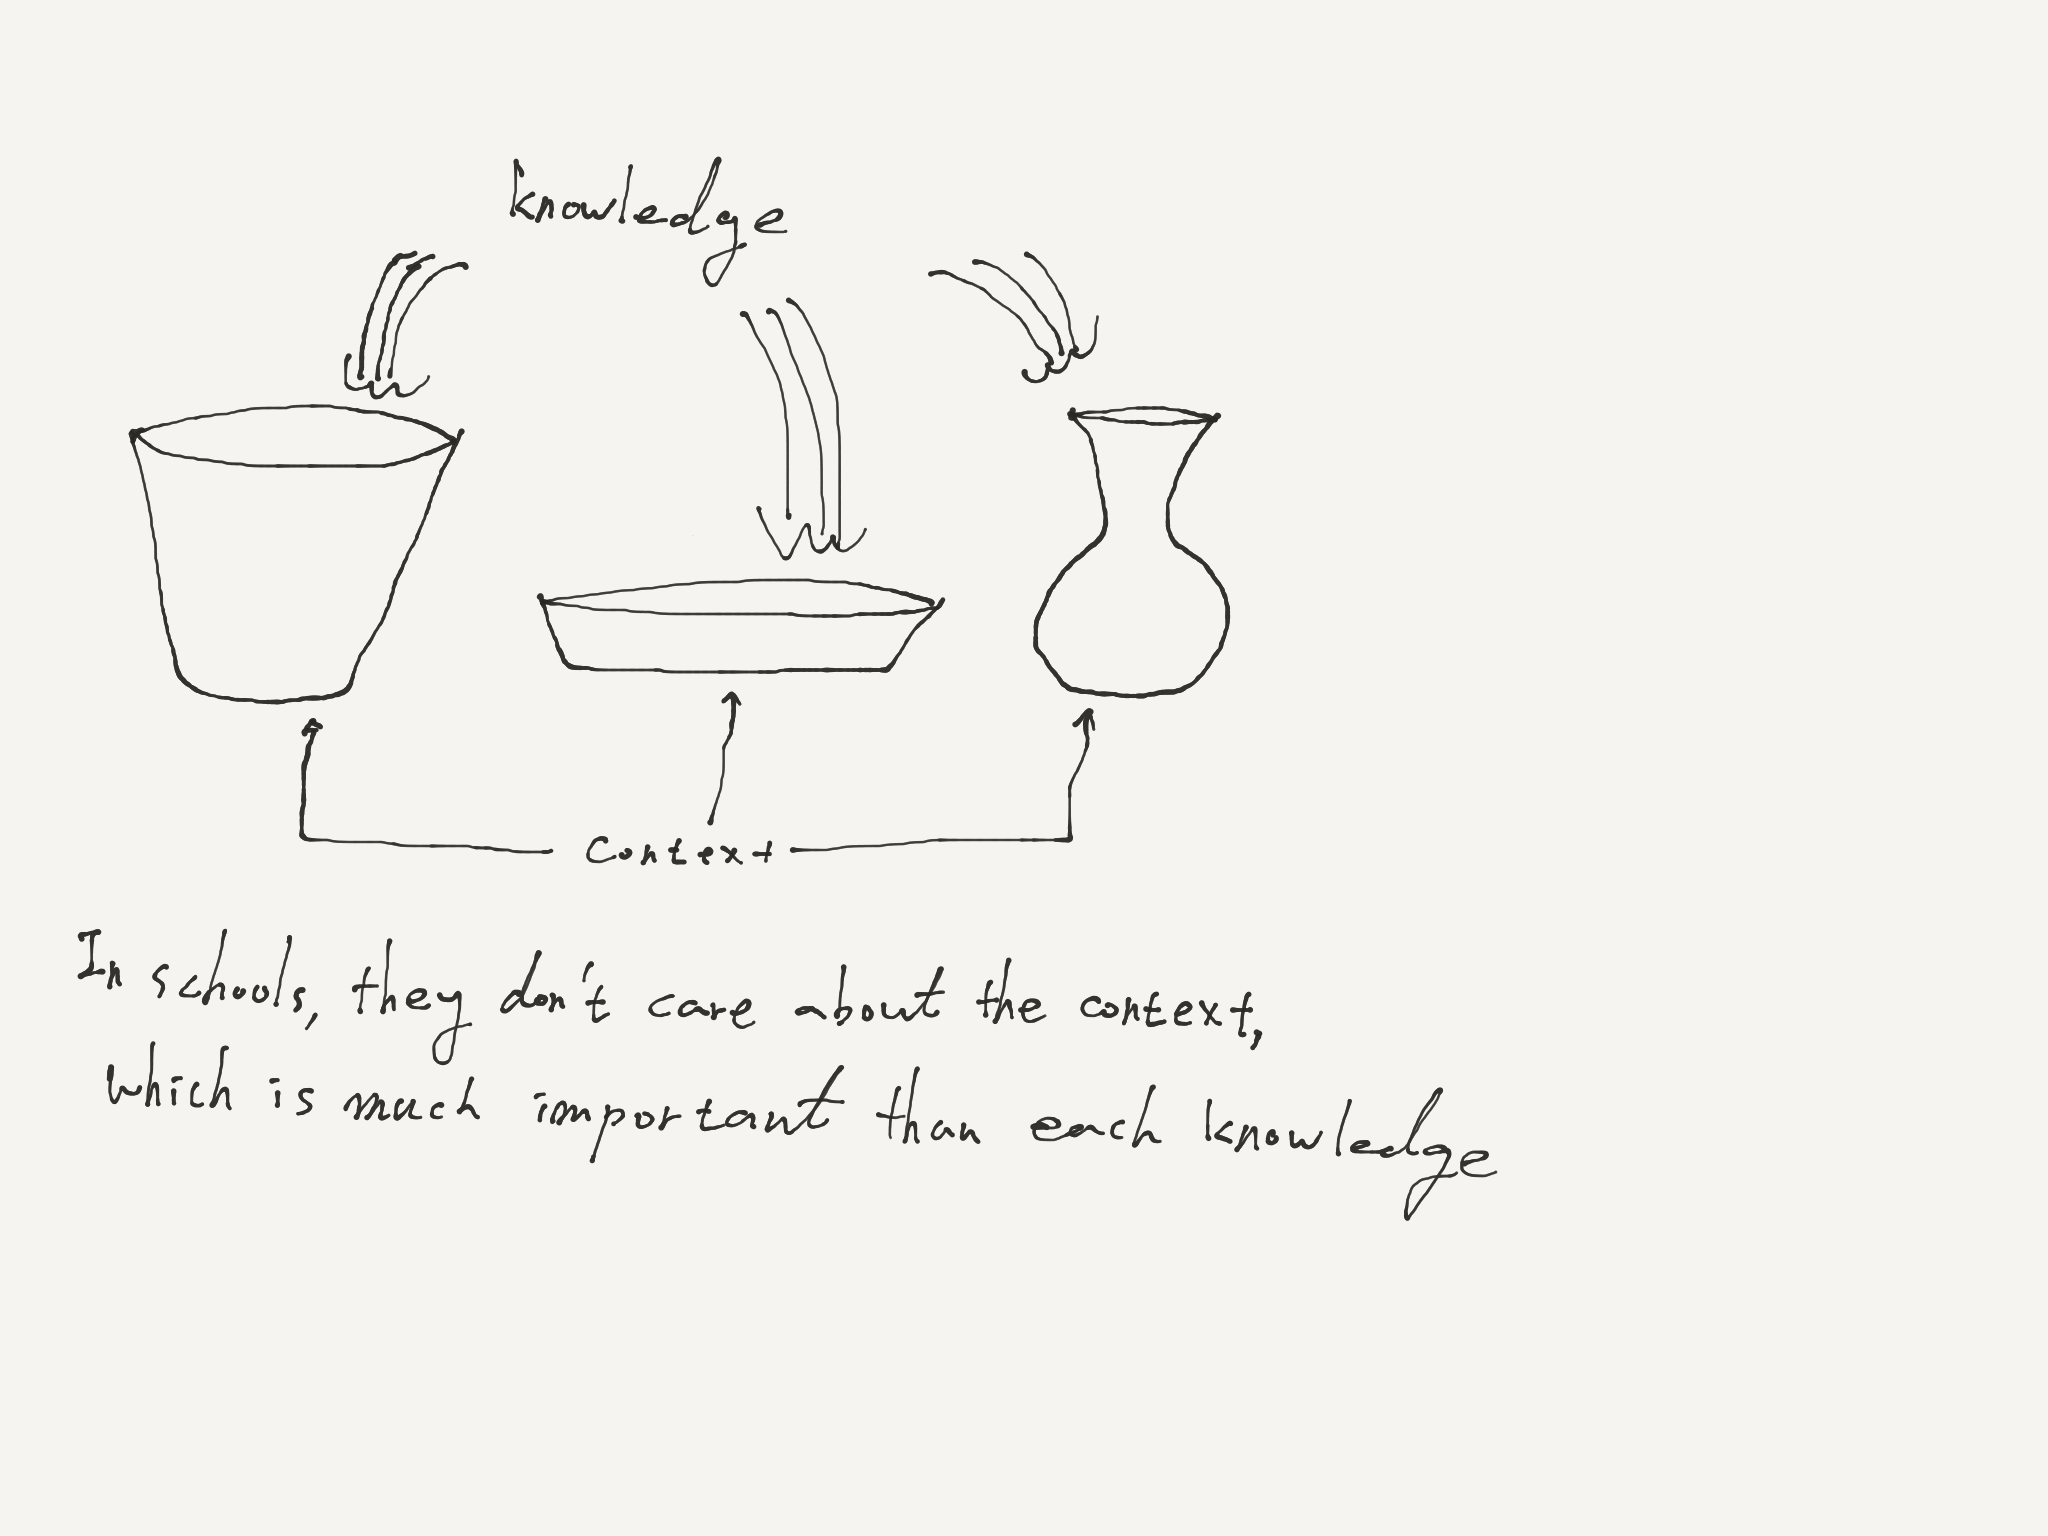 knowledge
Context
In schools, they don't care about the context,
which is much important than each knowledge